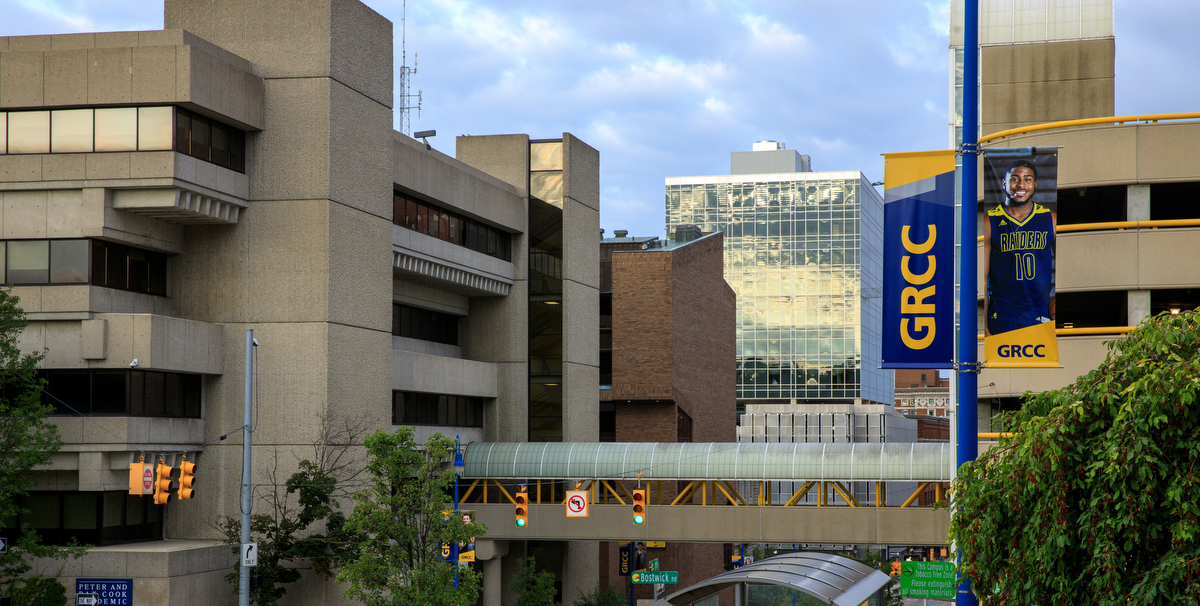 GRCC
RAIDERS
10
GRCC
ONLY
PETER AND
PAT COOK
ACADEMIC
Bostwick
This Campus is a
Tobacco Free Zone
Please extinguish
all smoking materials